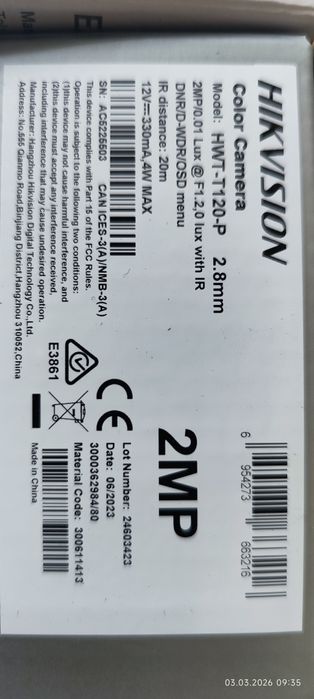 HIKVISION
Color Camera
Model: HWT-T120-P 2.8mm
2MP/0.01 Lux @ F1.2,0 lux with IR
DNR/D-WDR/OSD menu
IR distance: 20m
12V⎓330mA,4W MAX
2MP
6 954273 663216
SN: AC5225503 CAN ICES-3(A)/NMB-3(A)
This device complies with Part 15 of the FCC Rules.
Operation is subject to the following two conditions:
(1)this device may not cause harmful interference, and
(2)this device must accept any interference received,
including interference that may cause undesired operation.
Manufacturer: Hangzhou Hikvision Digital Technology Co.,Ltd.
Address: No.555 Qianmo Road,Binjiang District,Hangzhou 310052,China
E3861
CE
Lot Number: 24603423
Date: 06/2023
3000362984/80
Material Code: 300611413
Made in China
03.03.2026 09:35